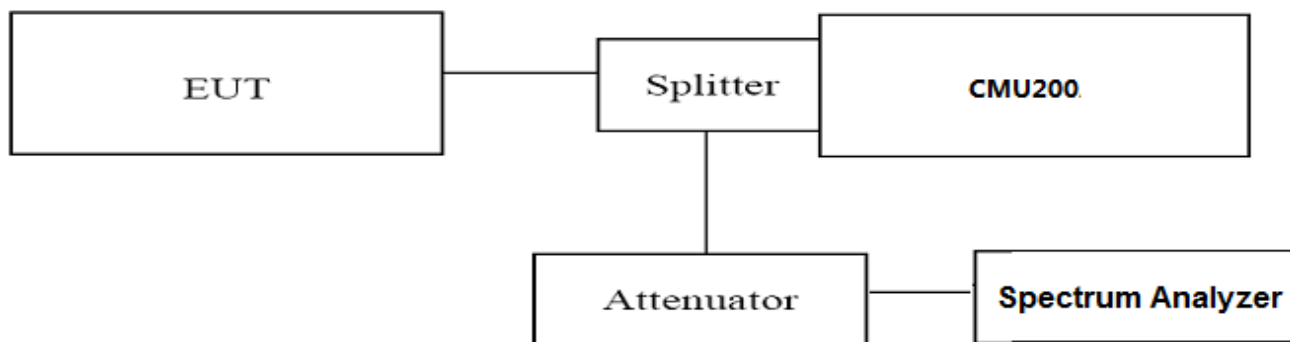 EUT
Splitter
CMU200
Attenuator
Spectrum Analyzer